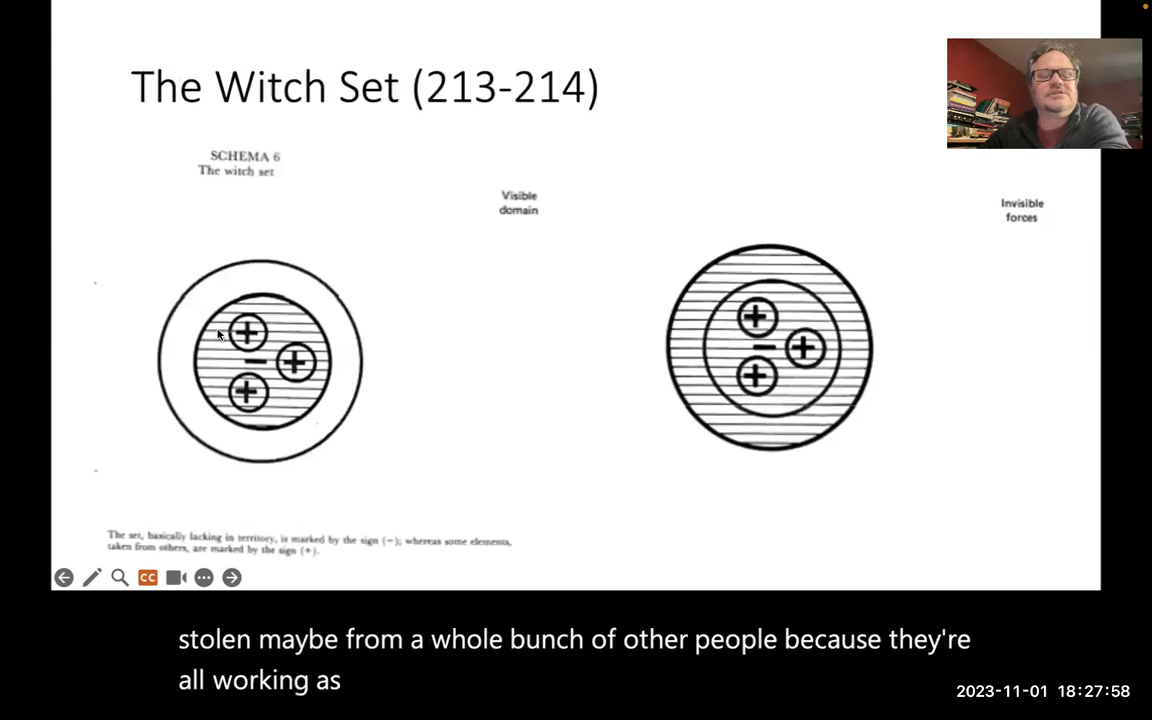 The Witch Set (213-214)
SCHEMA 6
The witch set
Visible
domain
Invisible
forces
The set, basically lacking in territory, is marked by the sign (−); whereas some elements,
taken from others, are marked by the sign (+).
CC
stolen maybe from a whole bunch of other people because they're
all working as
2023-11-01 18:27:58